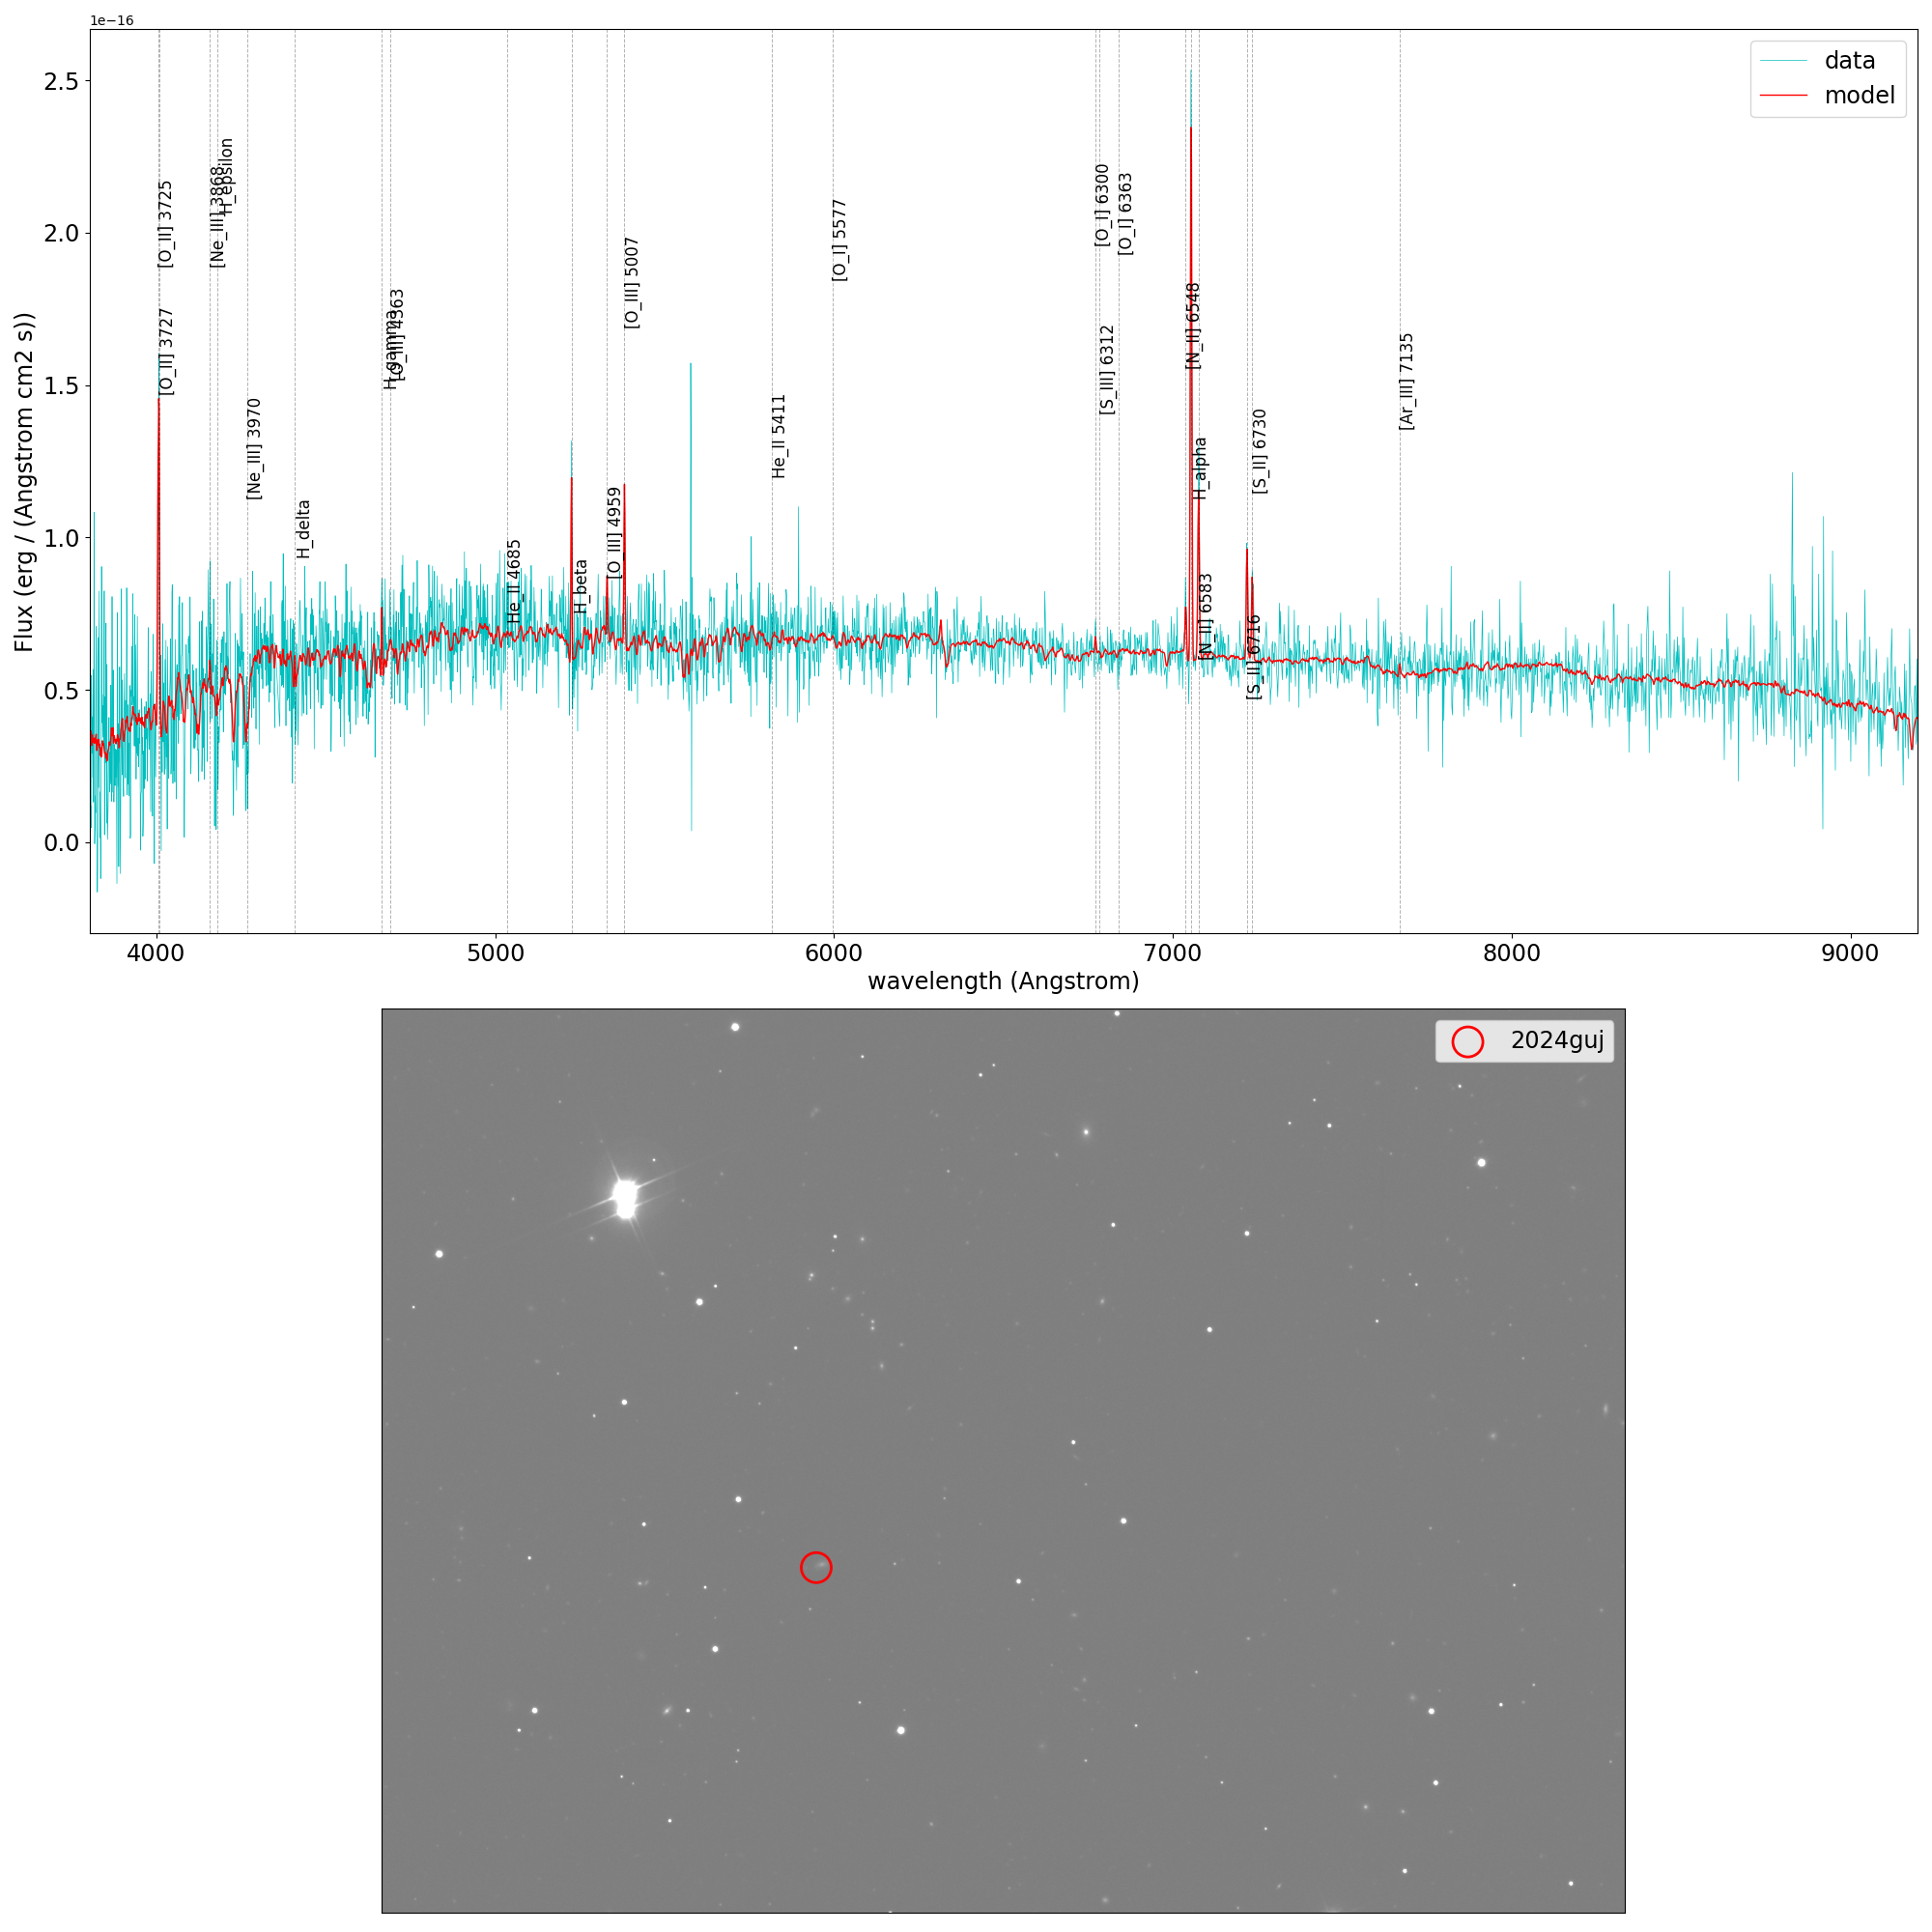 1e−16
data
model
[O_II] 3725
[O_II] 3727
[Ne_III] 3868
H_epsilon
[Ne_III] 3970
H_delta
H_gamma
[O_III] 4363
He_II 4685
H_beta
[O_III] 4959
[O_III] 5007
He_II 5411
[O_I] 5577
[O_I] 6300
[S_III] 6312
[O_I] 6363
[N_II] 6548
H_alpha
[N_II] 6583
[S_II] 6716
[S_II] 6730
[Ar_III] 7135
Flux (erg / (Angstrom cm2 s))
2.5
2.0
1.5
1.0
0.5
0.0
4000 5000 6000 7000 8000 9000
wavelength (Angstrom)
2024guj